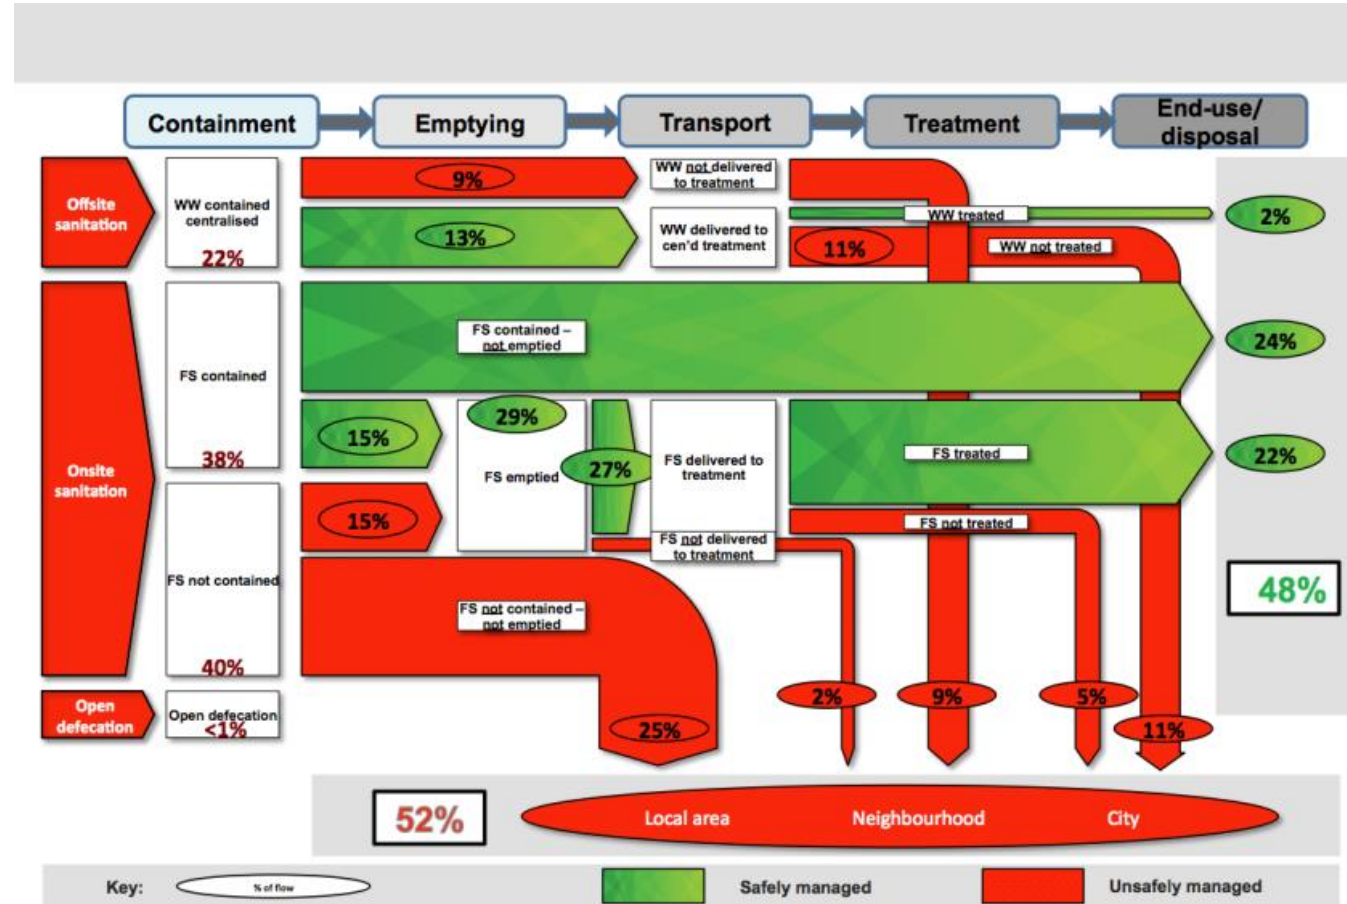 Containment
Emptying
Transport
Treatment
End-use/
disposal
Offsite
sanitation
WW contained
centralised
22%
9%
WW not delivered
to treatment
13%
WW delivered to
cen'd treatment
WW treated
2%
11%
WW not treated
Onsite
sanitation
FS contained
38%
FS contained –
not emptied
24%
15%
29%
FS emptied
27%
FS delivered to
treatment
FS treated
22%
15%
FS not delivered
to treatment
FS not treated
FS not contained
40%
FS not contained –
not emptied
48%
Open
defecation
Open defecation
<1%
25%
2%
9%
5%
11%
52%
Local area
Neighbourhood
City
Key:
% of flow
Safely managed
Unsafely managed